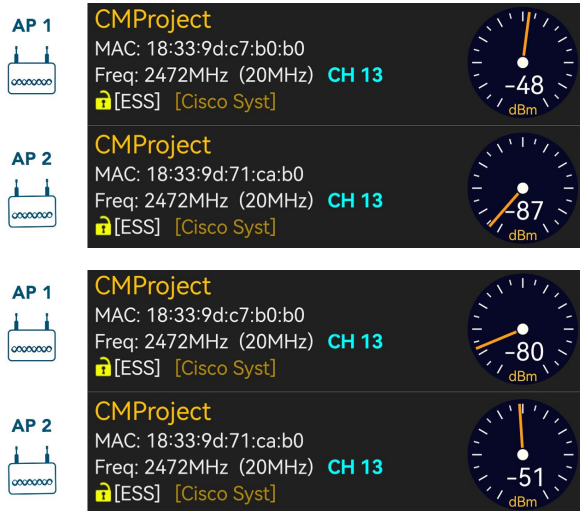 AP 1
CMProject
MAC: 18:33:9d:c7:b0:b0
Freq: 2472MHz (20MHz) CH 13
[ESS] [Cisco Syst]
-48
dBm
AP 2
CMProject
MAC: 18:33:9d:71:ca:b0
Freq: 2472MHz (20MHz) CH 13
[ESS] [Cisco Syst]
-87
dBm
AP 1
CMProject
MAC: 18:33:9d:c7:b0:b0
Freq: 2472MHz (20MHz) CH 13
[ESS] [Cisco Syst]
-80
dBm
AP 2
CMProject
MAC: 18:33:9d:71:ca:b0
Freq: 2472MHz (20MHz) CH 13
[ESS] [Cisco Syst]
-51
dBm